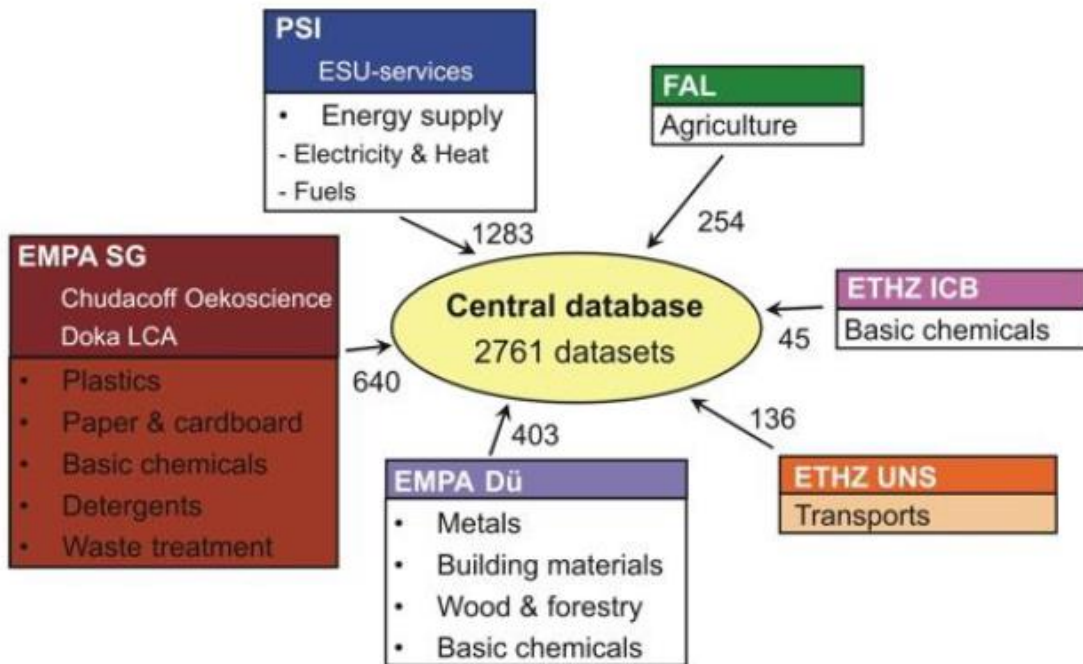 PSI
ESU-services
• Energy supply
- Electricity & Heat
- Fuels
1283
FAL
Agriculture
254
EMPA SG
Chudacoff Oekoscience
Doka LCA
• Plastics
• Paper & cardboard
• Basic chemicals
• Detergents
• Waste treatment
640
Central database
2761 datasets
ETHZ ICB
Basic chemicals
45
403
EMPA Dü
• Metals
• Building materials
• Wood & forestry
• Basic chemicals
136
ETHZ UNS
Transports